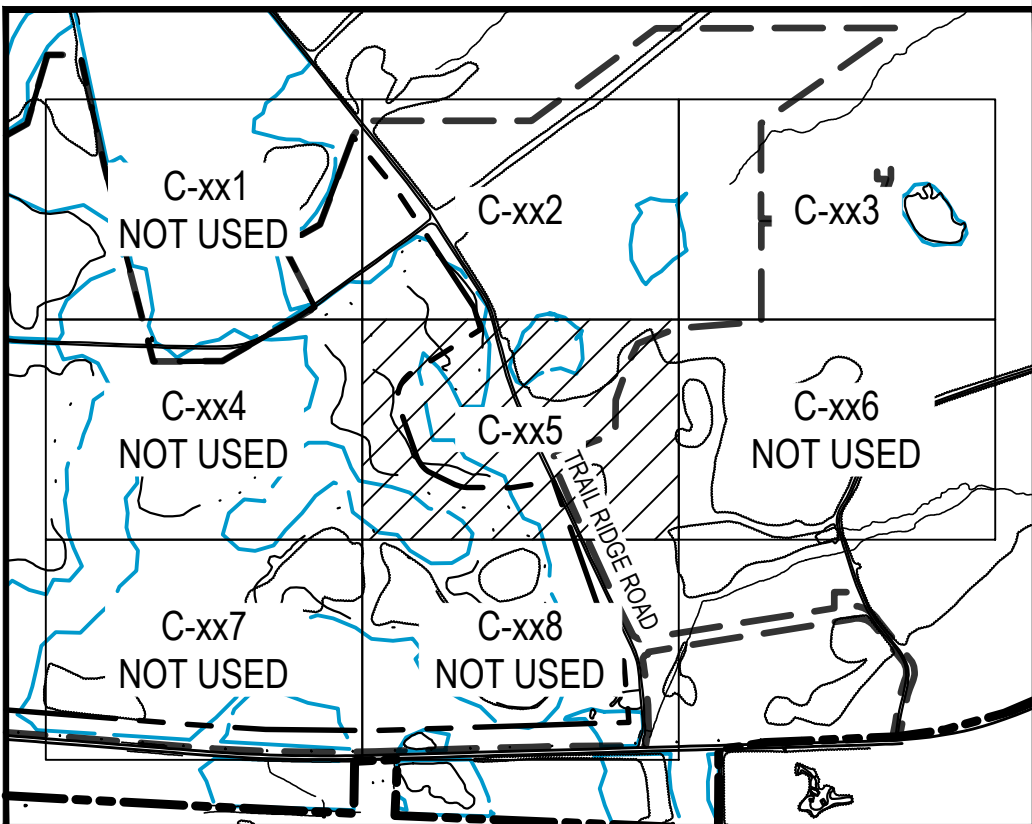 C-xx1
NOT USED
C-xx2
C-xx3
C-xx4
NOT USED
C-xx5
C-xx6
NOT USED
TRAIL RIDGE ROAD
C-xx7
NOT USED
C-xx8
NOT USED